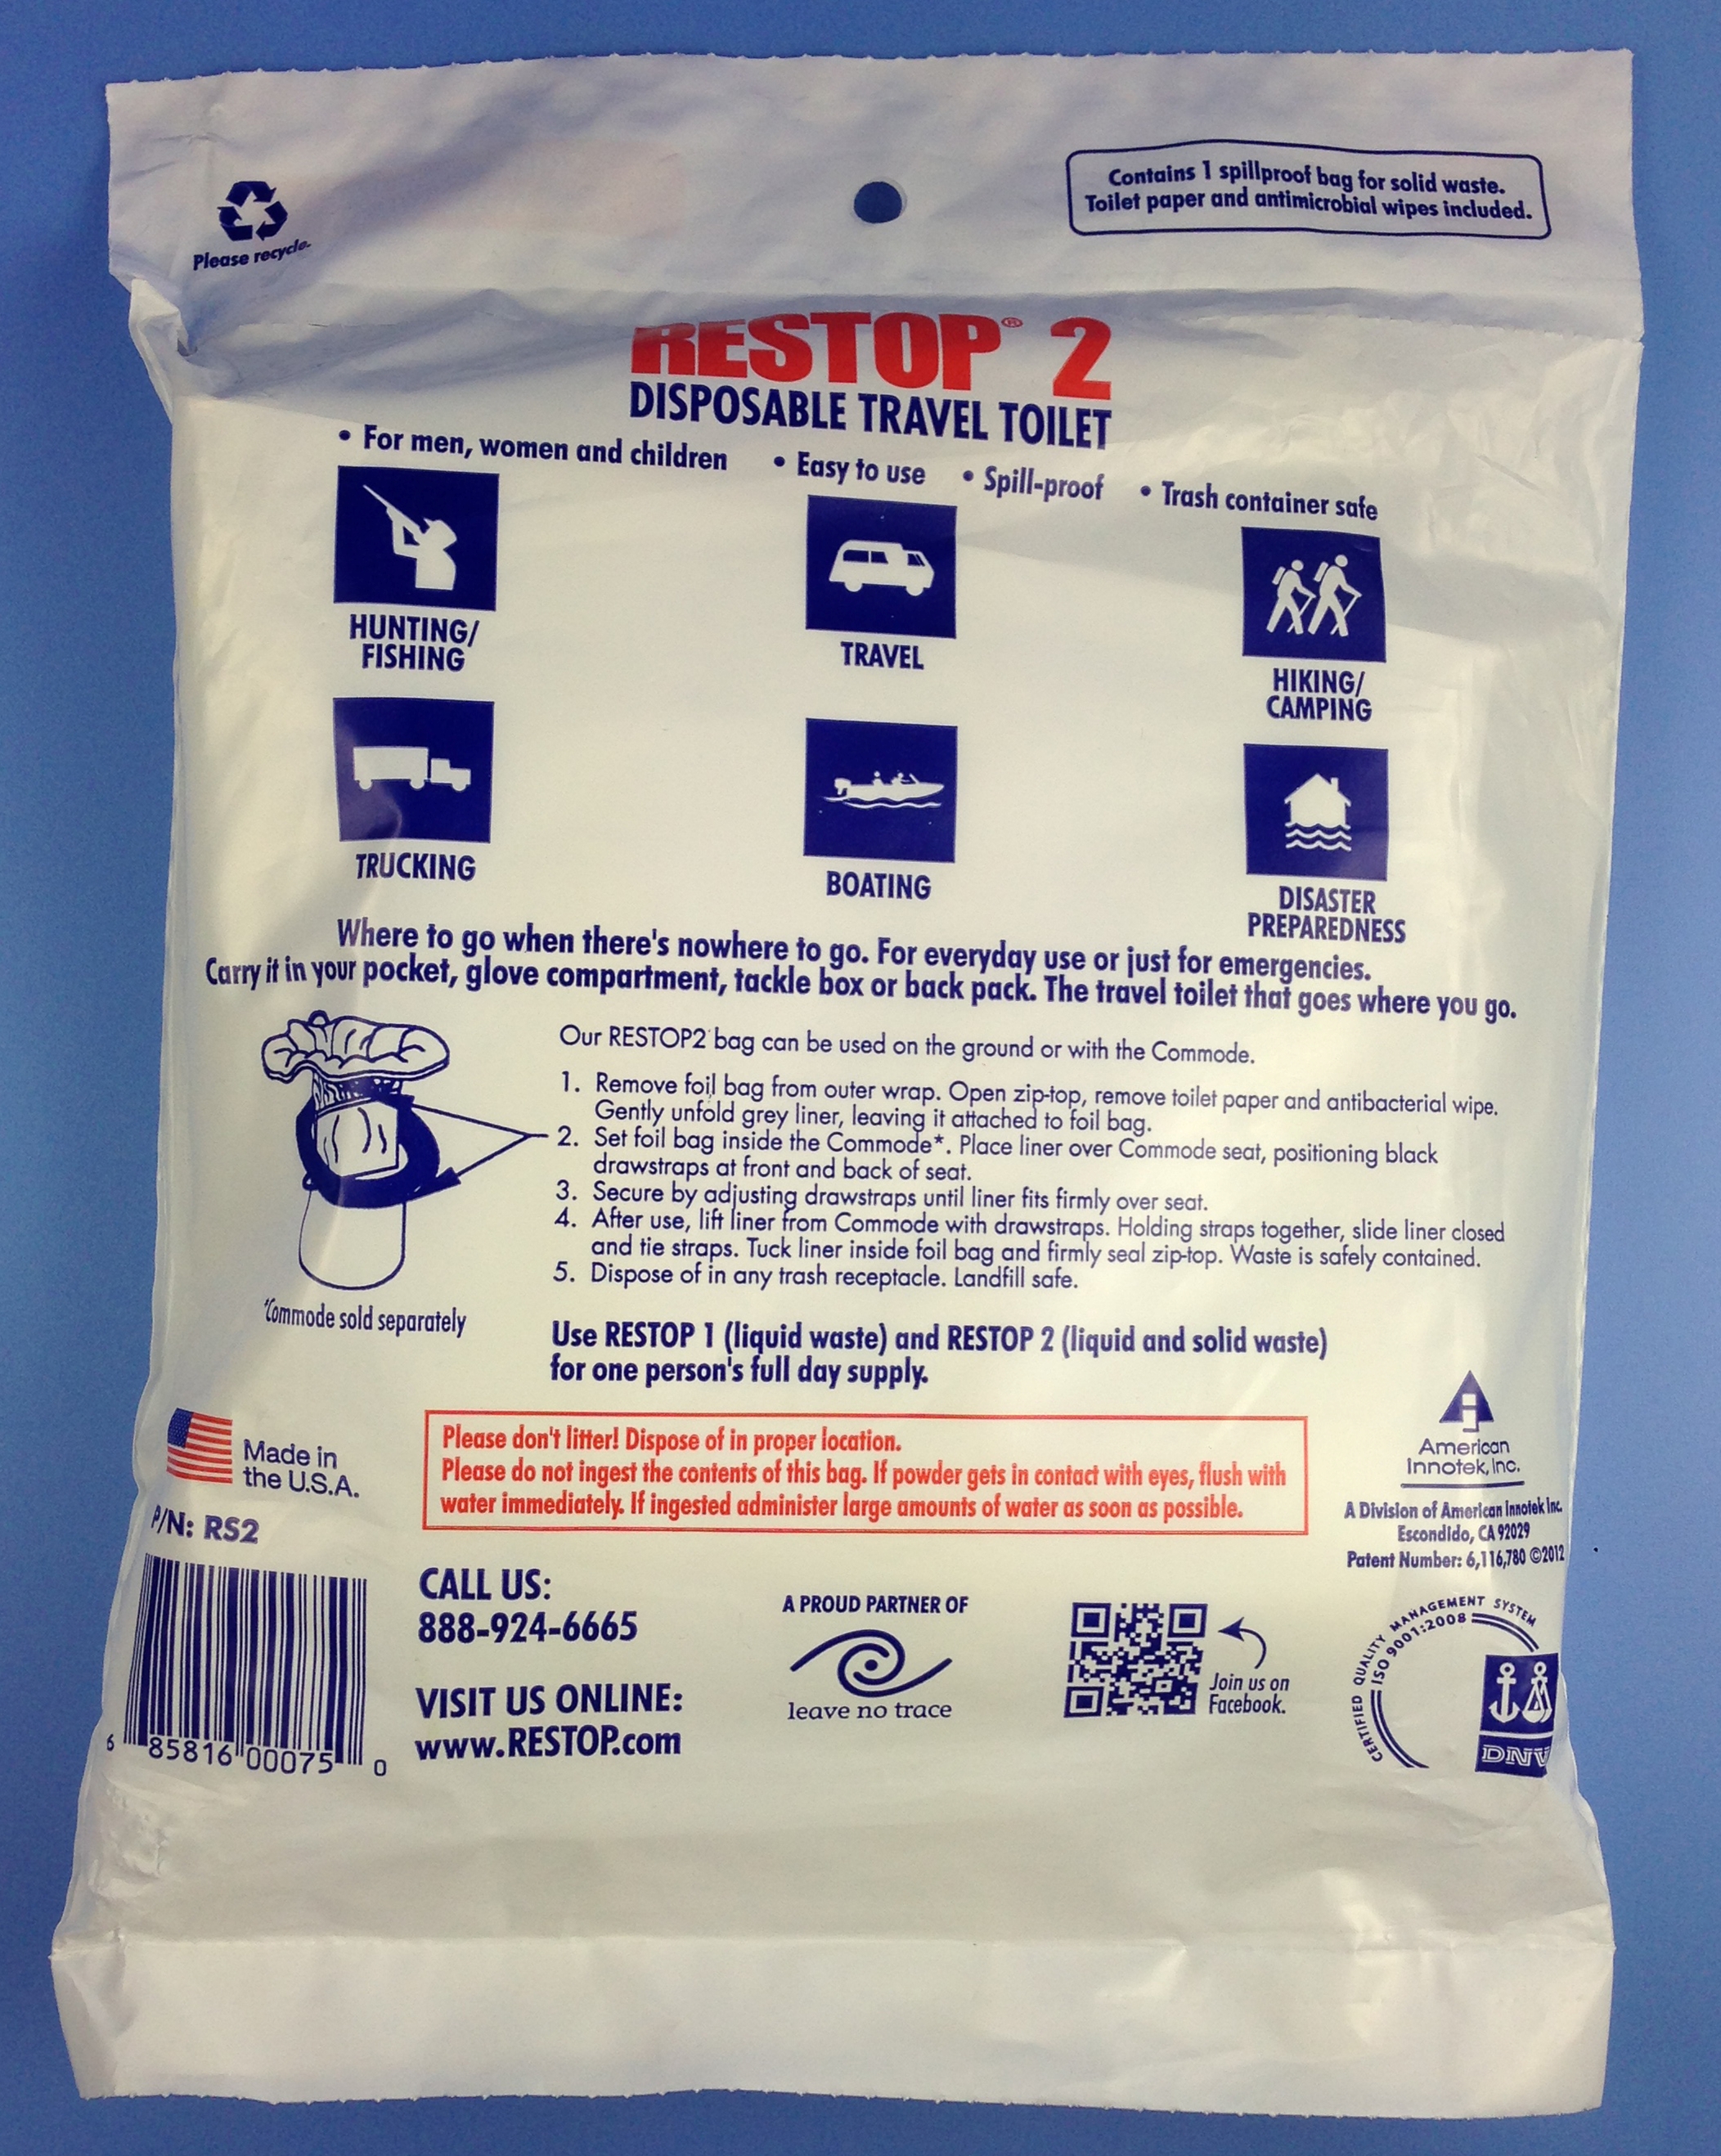 Please recycle.
Contains 1 spillproof bag for solid waste.
Toilet paper and antimicrobial wipes included.
RESTOP® 2
DISPOSABLE TRAVEL TOILET
• For men, women and children • Easy to use • Spill-proof • Trash container safe
HUNTING/
FISHING
TRAVEL
HIKING/
CAMPING
TRUCKING
BOATING
DISASTER
PREPAREDNESS
Where to go when there's nowhere to go. For everyday use or just for emergencies.
Carry it in your pocket, glove compartment, tackle box or back pack. The travel toilet that goes where you go.
Our RESTOP2 bag can be used on the ground or with the Commode.
1. Remove foil bag from outer wrap. Open zip-top, remove toilet paper and antibacterial wipe.
Gently unfold grey liner, leaving it attached to foil bag.
2. Set foil bag inside the Commode*. Place liner over Commode seat, positioning black
drawstraps at front and back of seat.
3. Secure by adjusting drawstraps until liner fits firmly over seat.
4. After use, lift liner from Commode with drawstraps. Holding straps together, slide liner closed
and tie straps. Tuck liner inside foil bag and firmly seal zip-top. Waste is safely contained.
5. Dispose of in any trash receptacle. Landfill safe.
*Commode sold separately
Use RESTOP 1 (liquid waste) and RESTOP 2 (liquid and solid waste)
for one person's full day supply.
Made in
the U.S.A.
Please don't litter! Dispose of in proper location.
Please do not ingest the contents of this bag. If powder gets in contact with eyes, flush with
water immediately. If ingested administer large amounts of water as soon as possible.
American
Innotek, Inc.
A Division of American Innotek Inc.
Escondido, CA 92029
Patent Number: 6,116,780 ©2012
P/N: RS2
6 85816 00075 0
CALL US:
888-924-6665
VISIT US ONLINE:
www.RESTOP.com
A PROUD PARTNER OF
leave no trace
Join us on
Facebook.
CERTIFIED QUALITY MANAGEMENT SYSTEM
ISO 9001:2008
DNV